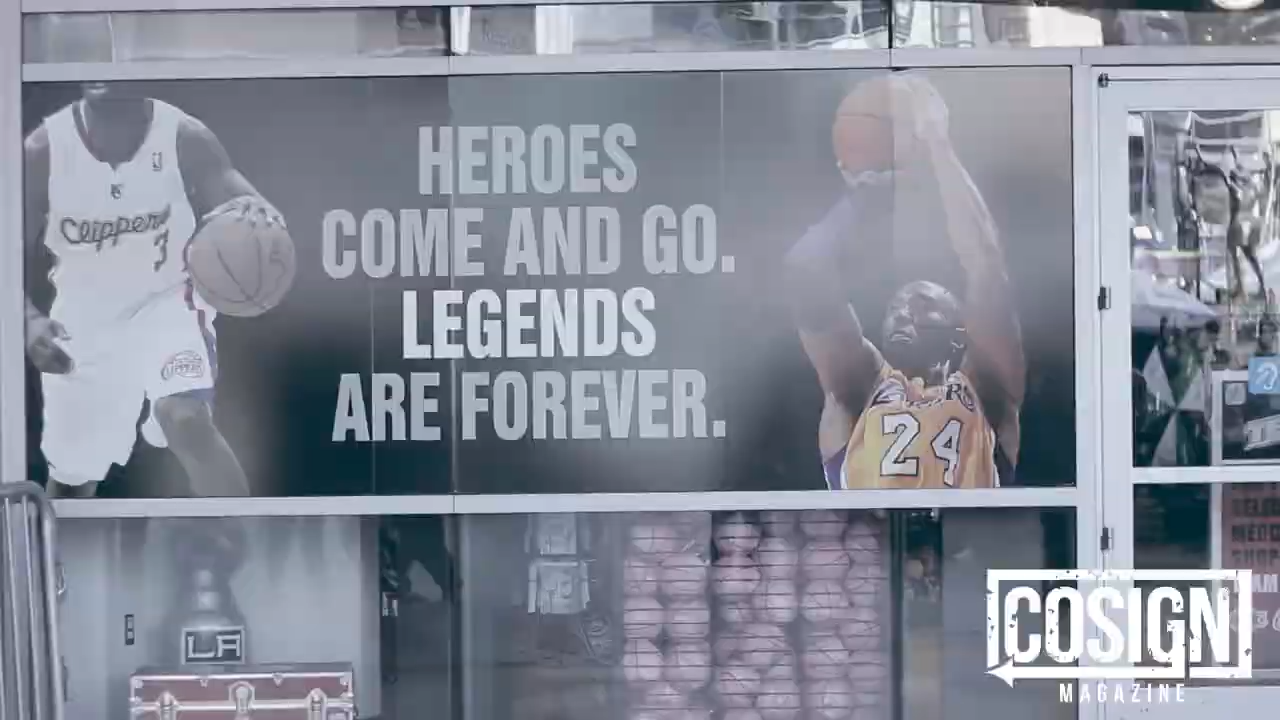 HEROES
COME AND GO.
LEGENDS
ARE FOREVER.
Clippers
3
24
LA
COSIGN
MAGAZINE